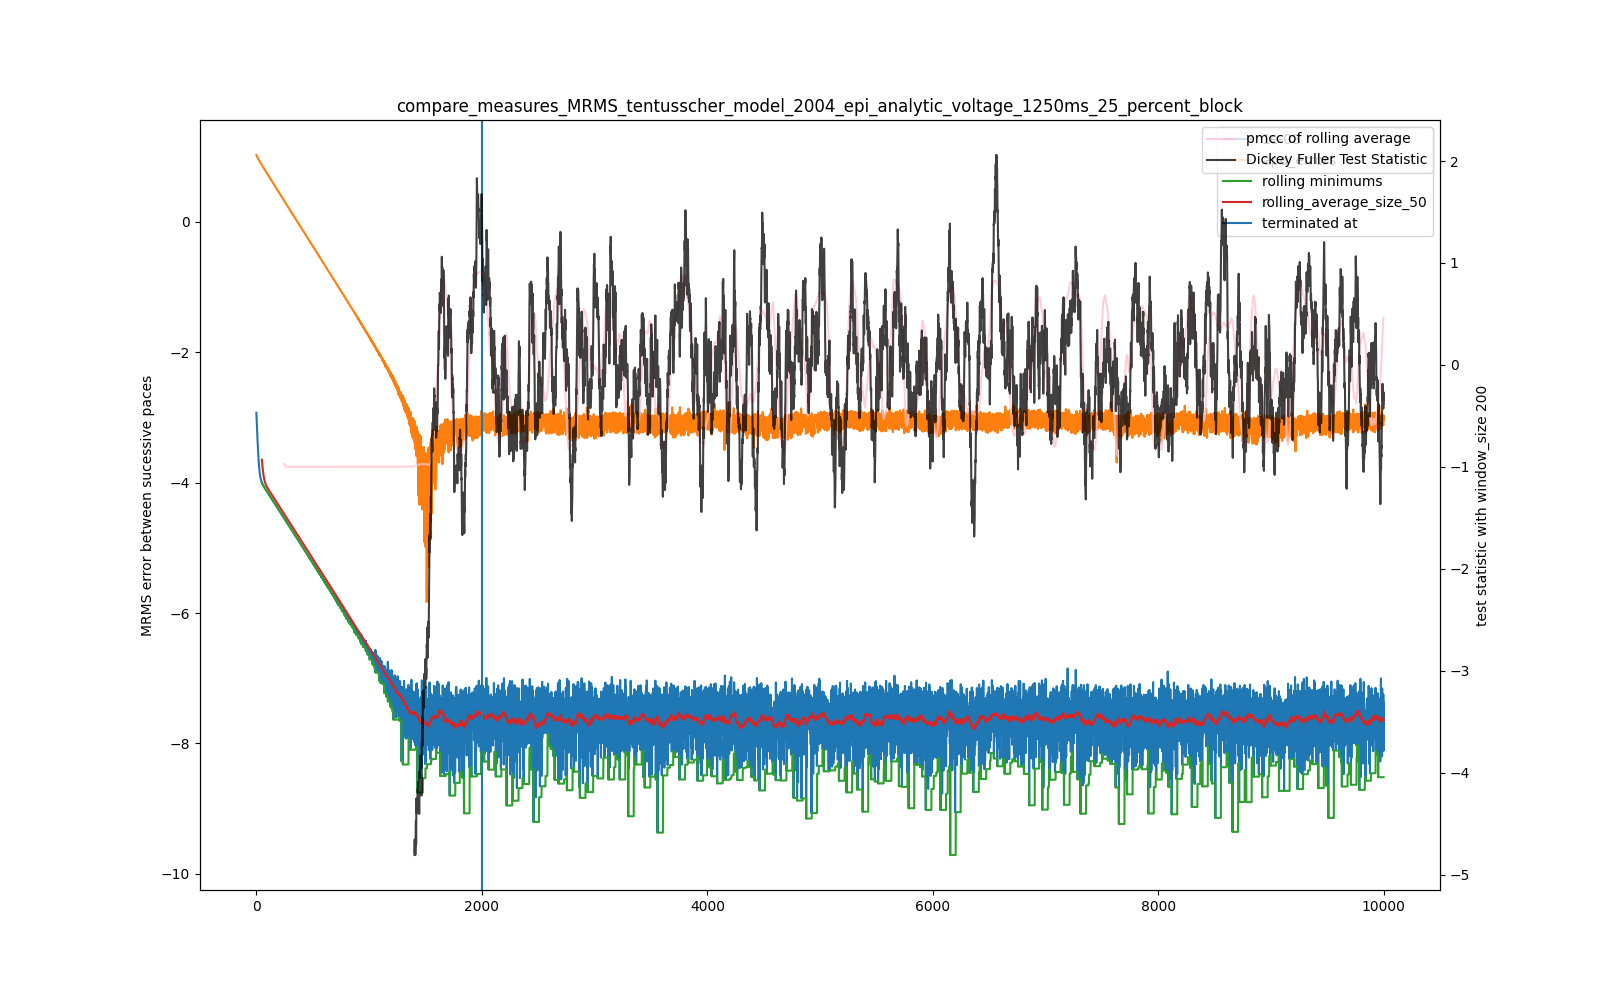 compare_measures_MRMS_tentusscher_model_2004_epi_analytic_voltage_1250ms_25_percent_block
MRMS error between sucessive paces
0
−2
−4
−6
−8
−10
pmcc of rolling average
Dickey Fuller Test Statistic
rolling minimums
rolling_average_size_50
terminated at
2
1
0
−1
−2
−3
−4
−5
test statistic with window_size 200
0
2000
4000
6000
8000
10000